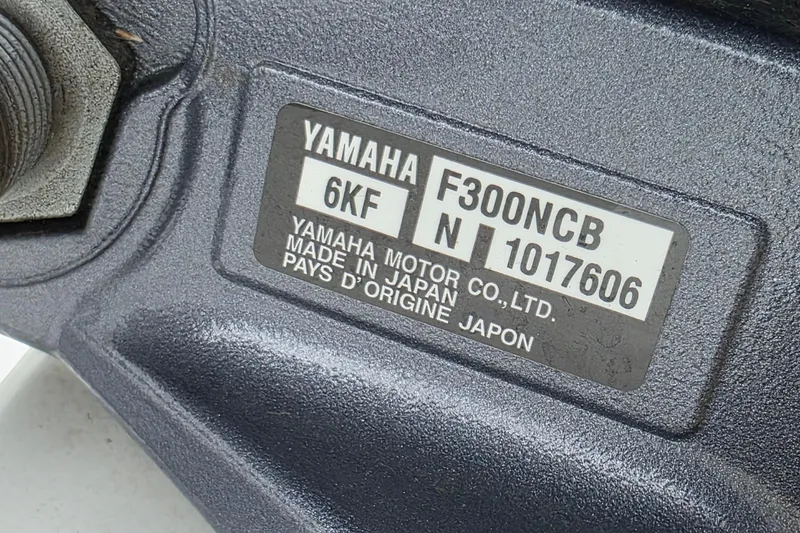 YAMAHA
F300NCB
6KF
N
1017606
YAMAHA MOTOR CO.,LTD.
MADE IN JAPAN
PAYS D'ORIGINE JAPON